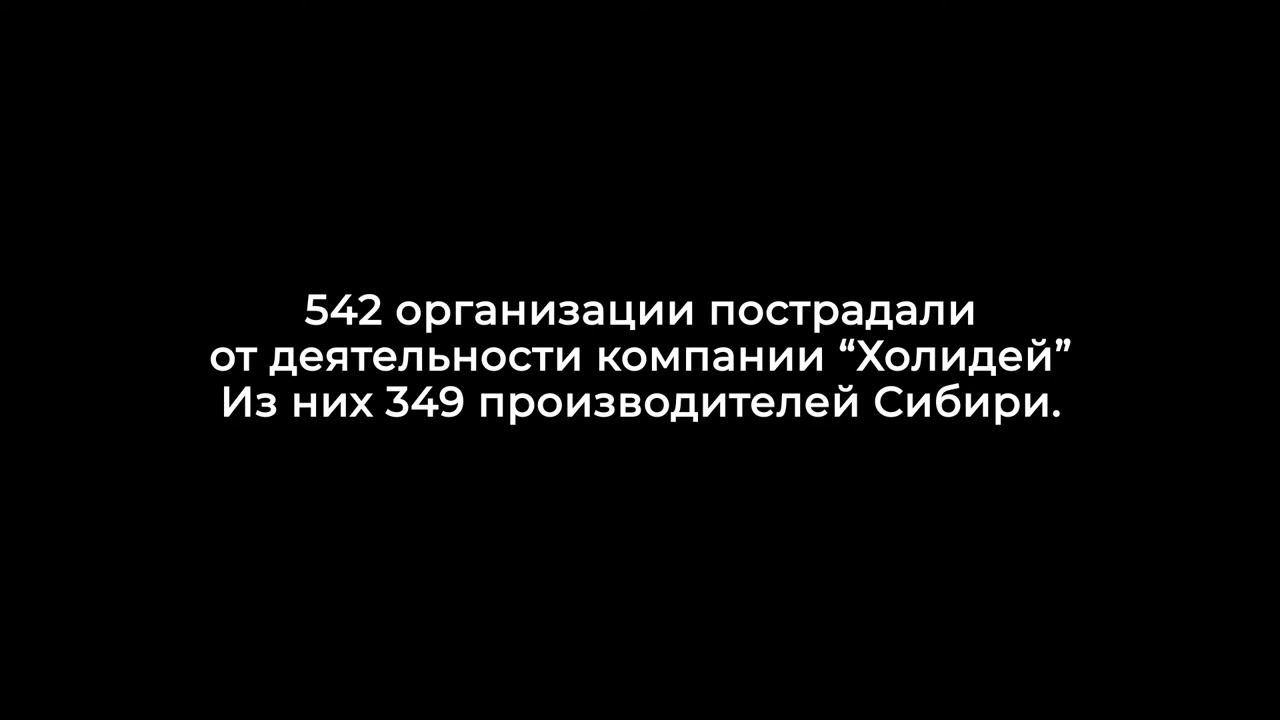 542 организации пострадали
от деятельности компании “Холидей”
Из них 349 производителей Сибири.